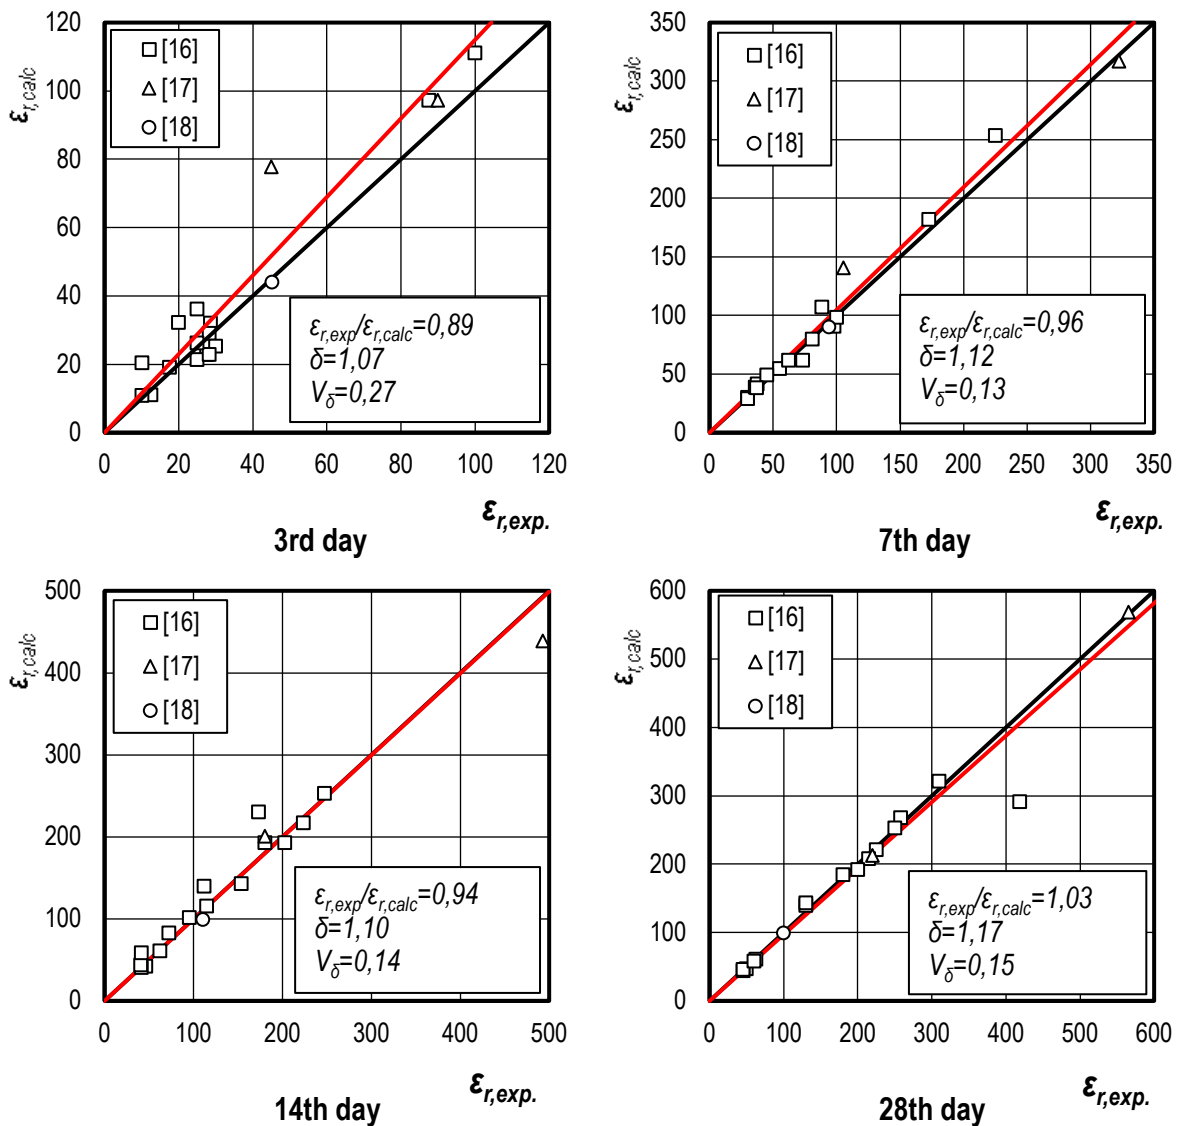 120
100
80
60
40
20
0
εr,calc
[16]
[17]
[18]
εr,exp/εr,calc=0,89
δ=1,07
Vδ=0,27
0 20 40 60 80 100 120
εr,exp.
3rd day
350
300
250
200
150
100
50
0
εr,calc
[16]
[17]
[18]
εr,exp/εr,calc=0,96
δ=1,12
Vδ=0,13
0 50 100 150 200 250 300 350
εr,exp.
7th day
500
400
300
200
100
0
εr,calc
[16]
[17]
[18]
εr,exp/εr,calc=0,94
δ=1,10
Vδ=0,14
0 100 200 300 400 500
εr,exp.
14th day
600
500
400
300
200
100
0
εr,calc
[16]
[17]
[18]
εr,exp/εr,calc=1,03
δ=1,17
Vδ=0,15
0 100 200 300 400 500 600
εr,exp.
28th day